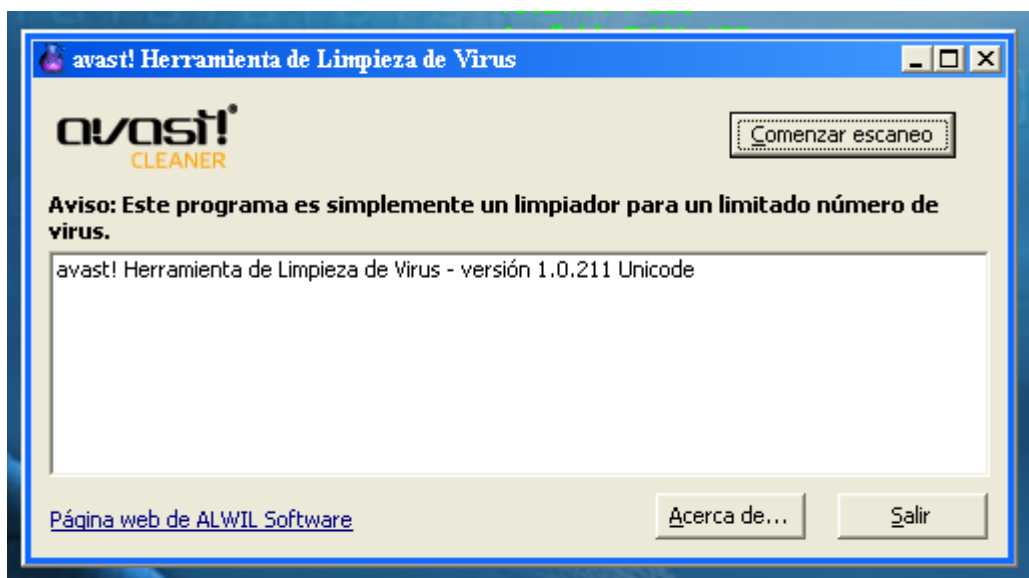 avast! Herramienta de Limpieza de Virus
avast!®
CLEANER
Comenzar escaneo
Aviso: Este programa es simplemente un limpiador para un limitado número de
virus.
avast! Herramienta de Limpieza de Virus - versión 1.0.211 Unicode
Página web de ALWIL Software
Acerca de...
Salir